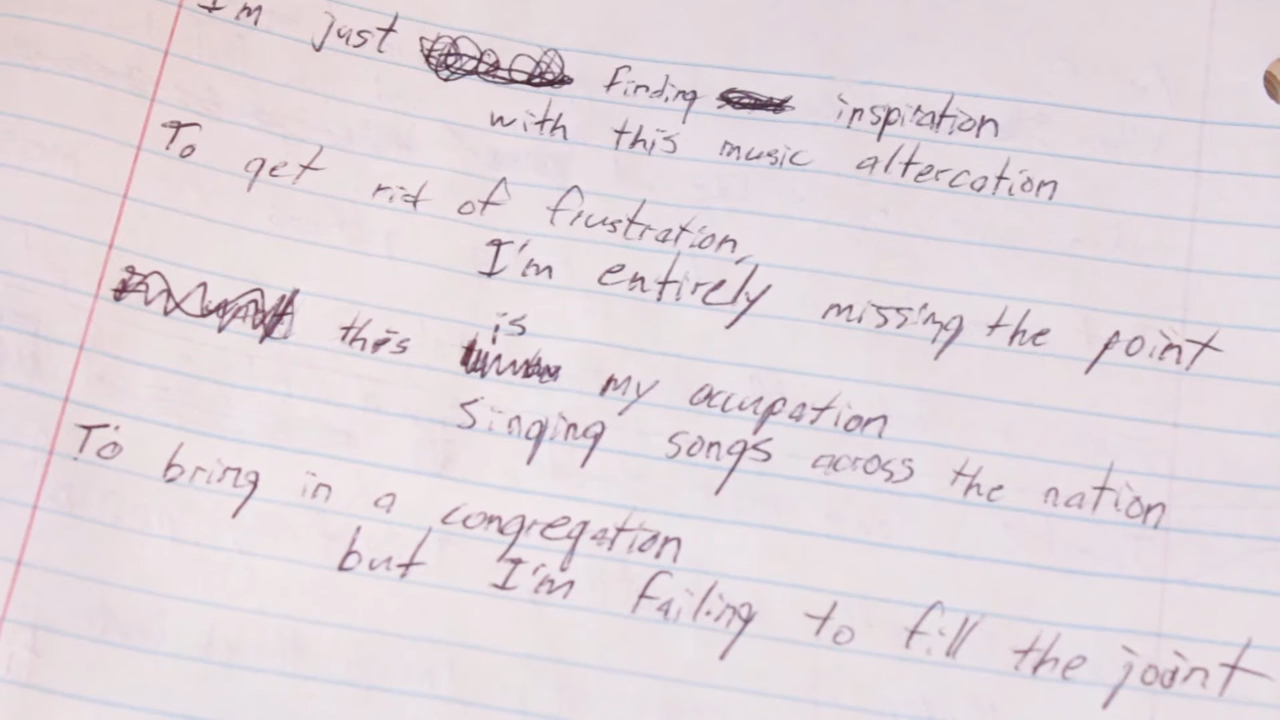 I'm just finding inspiration
with this music altercation
To get rid of frustration,
I'm entirely missing the point
this is my occupation
Singing songs across the nation
To bring in a congregation
but I'm failing to fill the joint